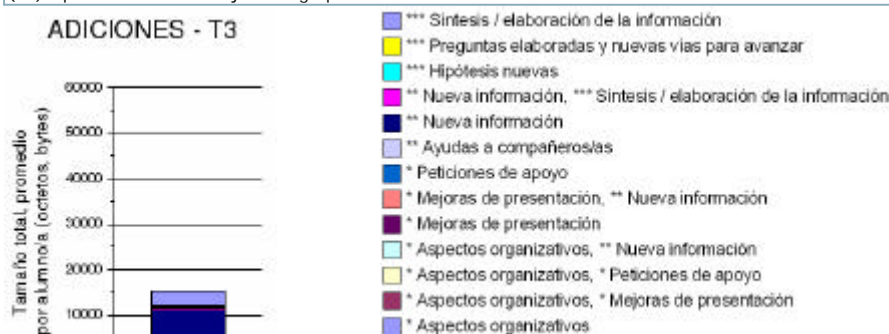 ADICIONES - T3
Tamaño total, promedio
por alumno/a (octetos, bytes)
60000
50000
40000
30000
20000
10000
*** Síntesis / elaboración de la información
*** Preguntas elaboradas y nuevas vías para avanzar
*** Hipótesis nuevas
** Nueva información, *** Síntesis / elaboración de la información
** Nueva información
** Ayudas a compañeros/as
* Peticiones de apoyo
* Mejoras de presentación, ** Nueva información
* Mejoras de presentación
* Aspectos organizativos, ** Nueva información
* Aspectos organizativos, * Peticiones de apoyo
* Aspectos organizativos, * Mejoras de presentación
* Aspectos organizativos